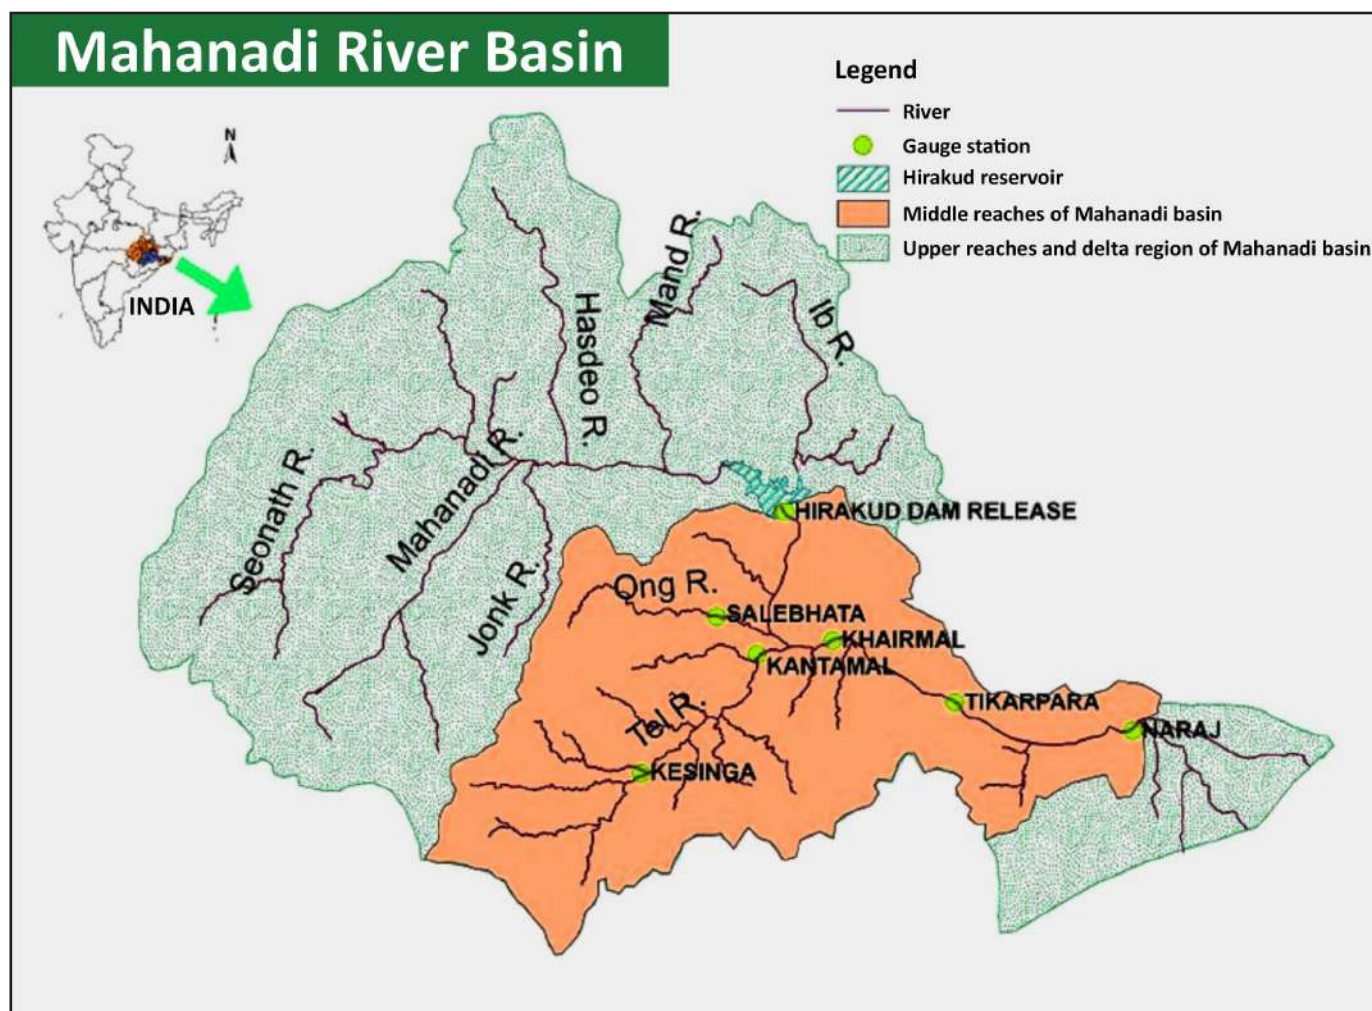 Mahanadi River Basin
Legend
River
Gauge station
Hirakud reservoir
Middle reaches of Mahanadi basin
Upper reaches and delta region of Mahanadi basin
N
INDIA
Hasdeo R.
Mand R.
Ib R.
Seonath R.
Mahanadi R.
Jonk R.
HIRAKUD DAM RELEASE
Ong R.
SALEBHATA
KHAIRMAL
KANTAMAL
TIKARPARA
Tel R.
NARAJ
KESINGA